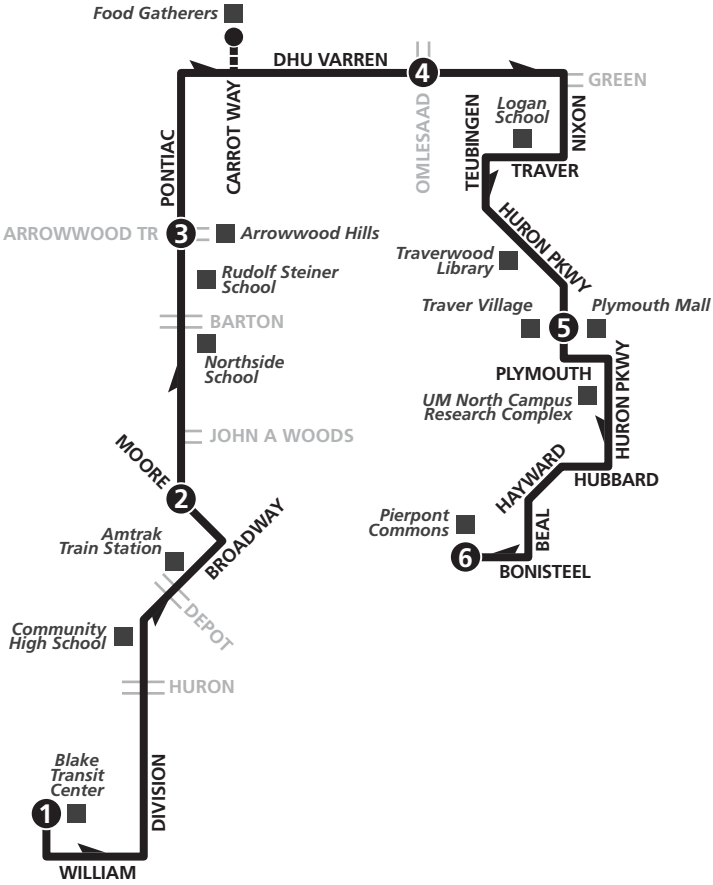 Food Gatherers
DHU VARREN
4
GREEN
CARROT WAY
OMLESAAD
TEUBINGEN
Logan
School
NIXON
PONTIAC
TRAVER
ARROWWOOD TR
3
Arrowwood Hills
HURON PKWY
Traverwood
Library
Rudolf Steiner
School
Traver Village
5
Plymouth Mall
BARTON
Northside
School
PLYMOUTH
HURON PKWY
UM North Campus
Research Complex
JOHN A WOODS
MOORE
2
HAYWARD
HUBBARD
Pierpont
Commons
BEAL
6
BONISTEEL
Amtrak
Train Station
BROADWAY
DEPOT
Community
High School
HURON
Blake
Transit
Center
1
DIVISION
WILLIAM